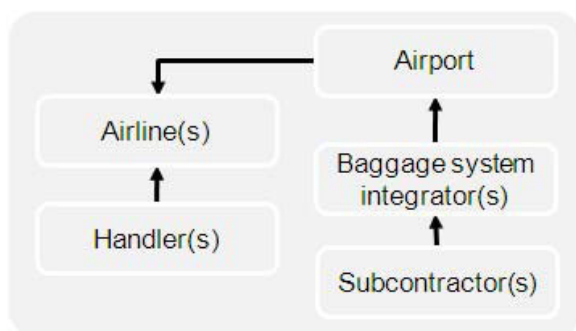 Airport
Airline(s)
Baggage system
integrator(s)
Handler(s)
Subcontractor(s)